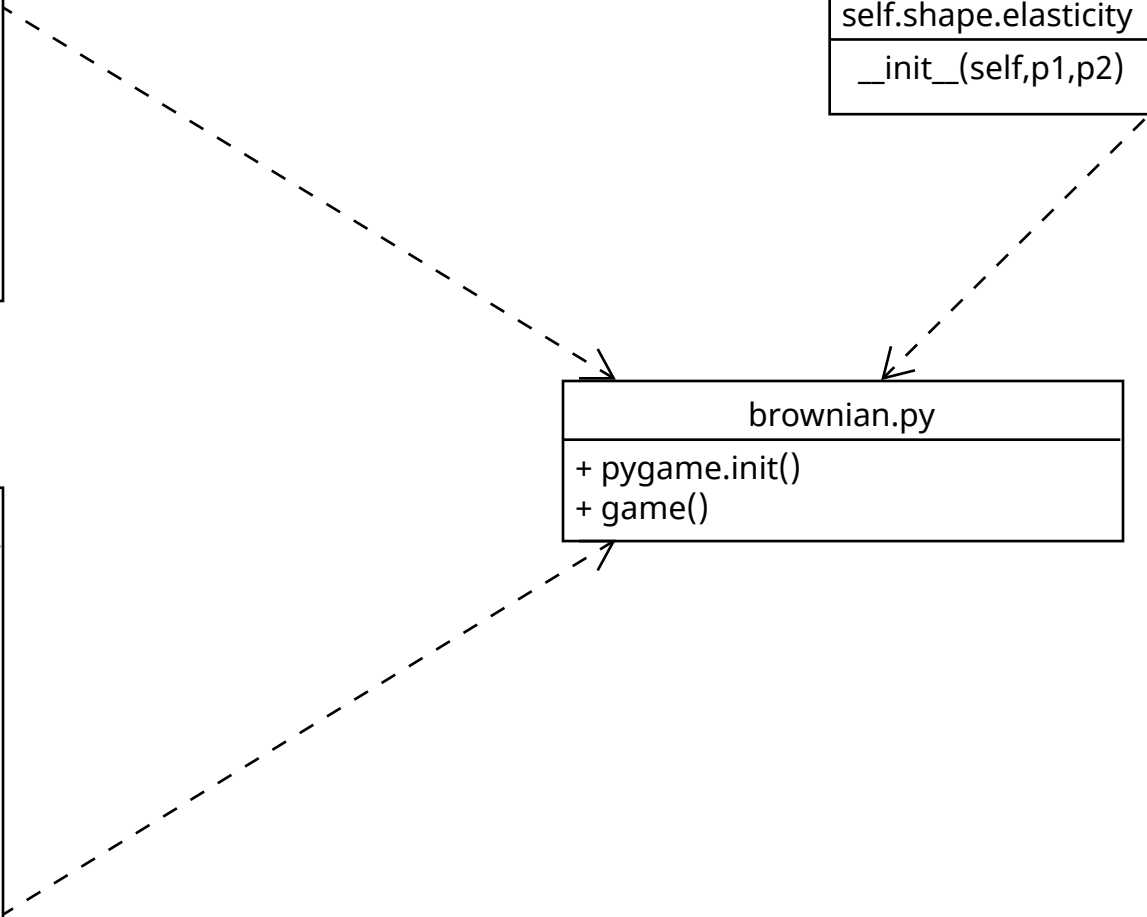 self.shape.elasticity
__init__(self,p1,p2)
brownian.py
+ pygame.init()
+ game()